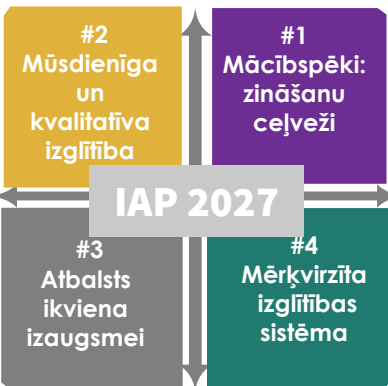 #2
Mūsdienīga
un
kvalitatīva
izglītība
#1
Mācībspēki:
zināšanu
ceļveži
IAP 2027
#3
Atbalsts
ikviena
izaugsmei
#4
Mērķvirzīta
izglītības
sistēma